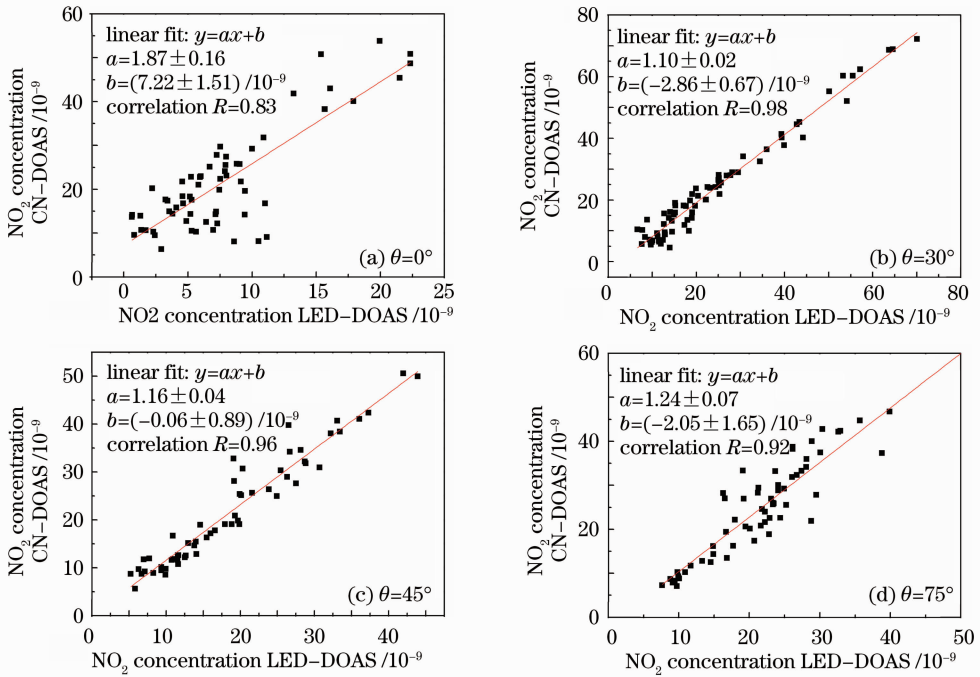 60
40
20
0
NO2 concentration
CN-DOAS /10-9
linear fit: y=ax+b
a=1.87±0.16
b=(7.22±1.51) /10-9
correlation R=0.83
(a) θ=0°
0 5 10 15 20 25
NO2 concentration LED-DOAS /10-9
80
60
40
20
0
NO2 concentration
CN-DOAS /10-9
linear fit: y=ax+b
a=1.10±0.02
b=(-2.86±0.67) /10-9
correlation R=0.98
(b) θ=30°
0 20 40 60 80
NO2 concentration LED-DOAS /10-9
50
40
30
20
10
0
NO2 concentration
CN-DOAS /10-9
linear fit: y=ax+b
a=1.16±0.04
b=(-0.06±0.89) /10-9
correlation R=0.96
(c) θ=45°
0 10 20 30 40
NO2 concentration LED-DOAS /10-9
60
40
20
0
NO2 concentration
CN-DOAS /10-9
linear fit: y=ax+b
a=1.24±0.07
b=(-2.05±1.65) /10-9
correlation R=0.92
(d) θ=75°
0 10 20 30 40 50
NO2 concentration LED-DOAS /10-9